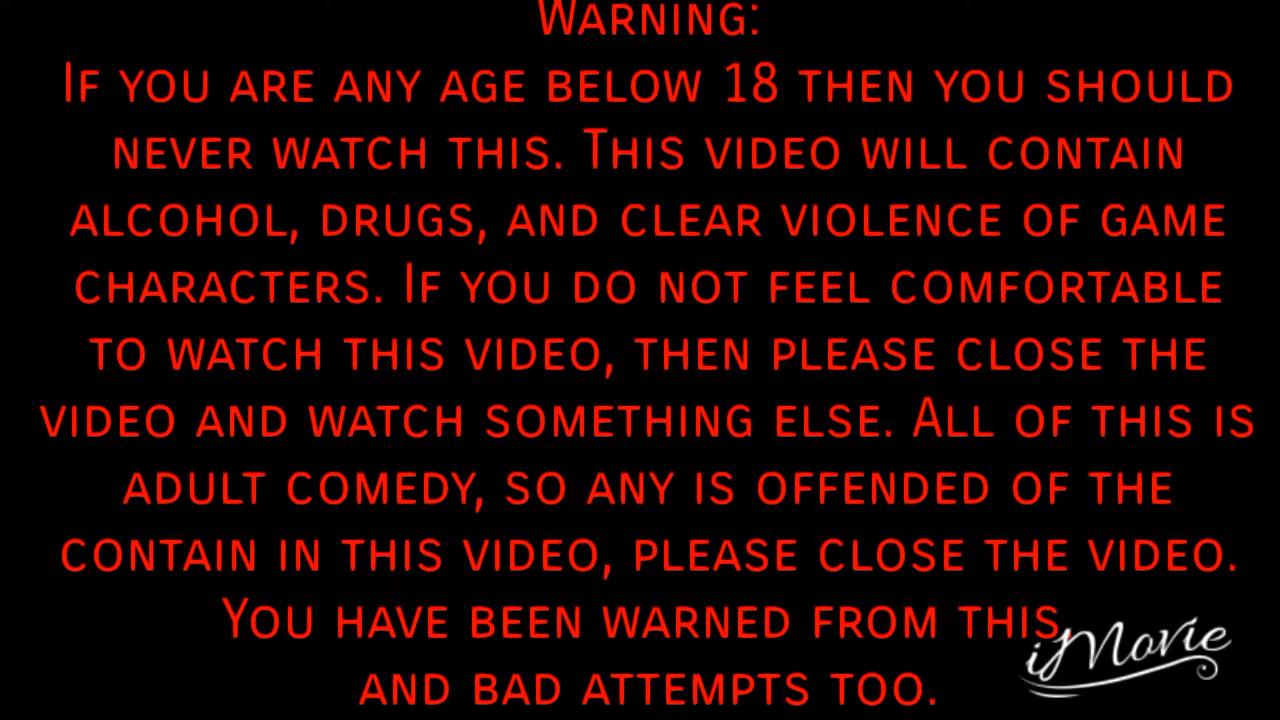 Warning:
If you are any age below 18 then you should
never watch this. This video will contain
alcohol, drugs, and clear violence of game
characters. If you do not feel comfortable
to watch this video, then please close the
video and watch something else. All of this is
adult comedy, so any is offended of the
contain in this video, please close the video.
You have been warned from this,
and bad attempts too.
iMovie